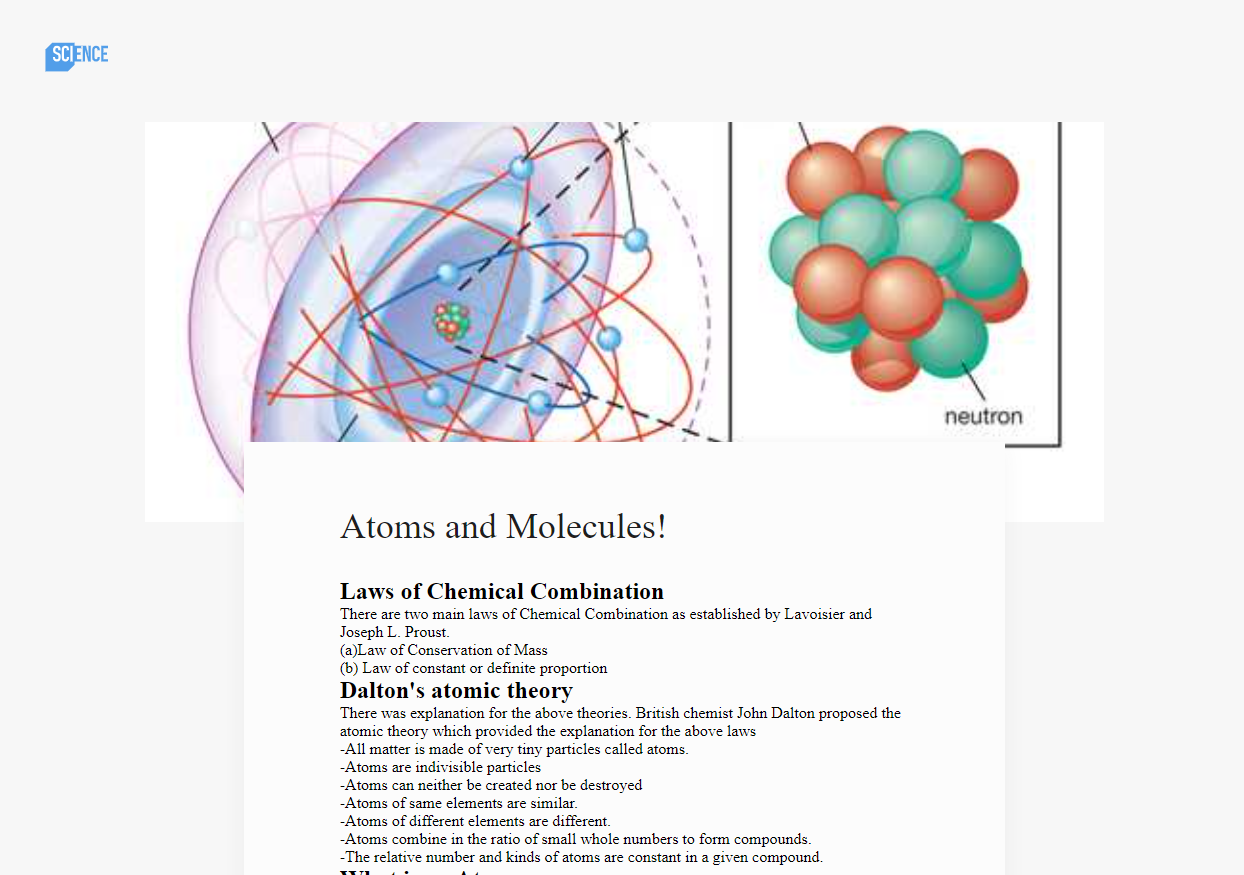 SCIENCE
neutron
Atoms and Molecules!
Laws of Chemical Combination
There are two main laws of Chemical Combination as established by Lavoisier and
Joseph L. Proust.
(a)Law of Conservation of Mass
(b) Law of constant or definite proportion
Dalton's atomic theory
There was explanation for the above theories. British chemist John Dalton proposed the
atomic theory which provided the explanation for the above laws
-All matter is made of very tiny particles called atoms.
-Atoms are indivisible particles
-Atoms can neither be created nor be destroyed
-Atoms of same elements are similar.
-Atoms of different elements are different.
-Atoms combine in the ratio of small whole numbers to form compounds.
-The relative number and kinds of atoms are constant in a given compound.